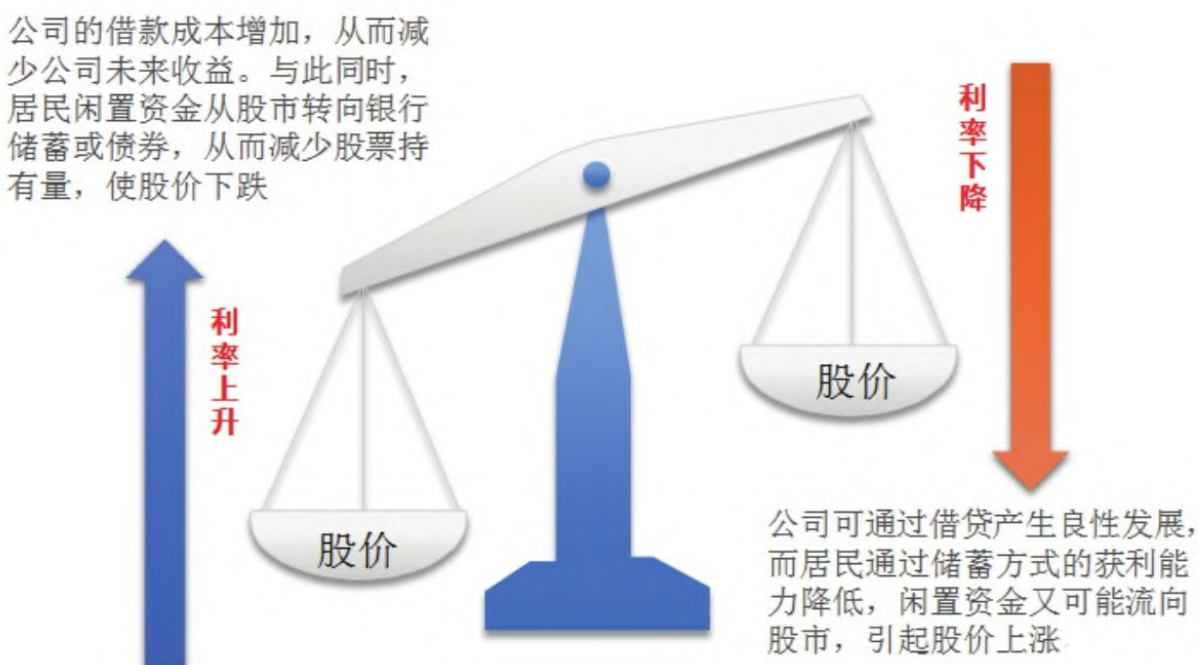 公司的借款成本增加，从而减
少公司未来收益。与此同时，
居民闲置资金从股市转向银行
储蓄或债券，从而减少股票持
有量，使股价下跌
利率上升
股价
利率下降
股价
公司可通过借贷产生良性发展，
而居民通过储蓄方式的获利能
力降低，闲置资金又可能流向
股市，引起股价上涨